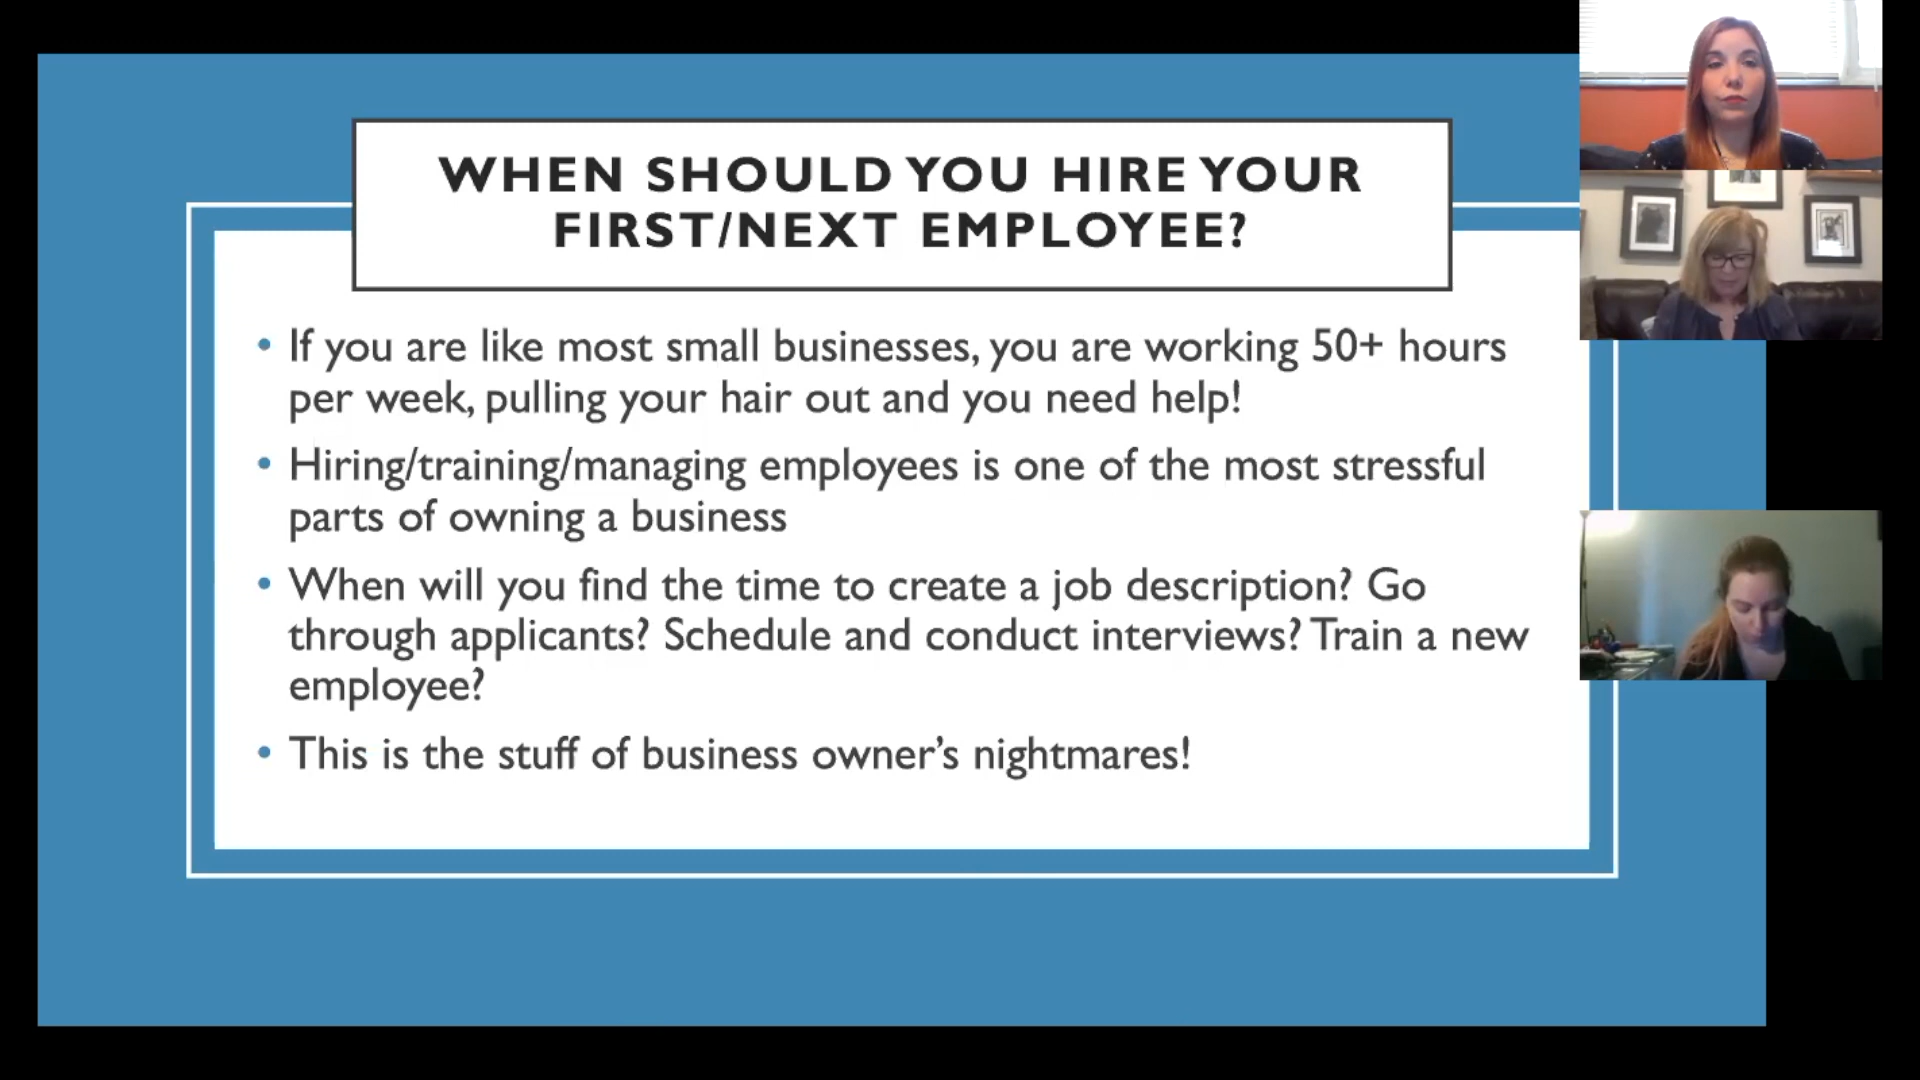 WHEN SHOULD YOU HIRE YOUR
FIRST/NEXT EMPLOYEE?
• If you are like most small businesses, you are working 50+ hours
per week, pulling your hair out and you need help!
• Hiring/training/managing employees is one of the most stressful
parts of owning a business
• When will you find the time to create a job description? Go
through applicants? Schedule and conduct interviews? Train a new
employee?
• This is the stuff of business owner’s nightmares!